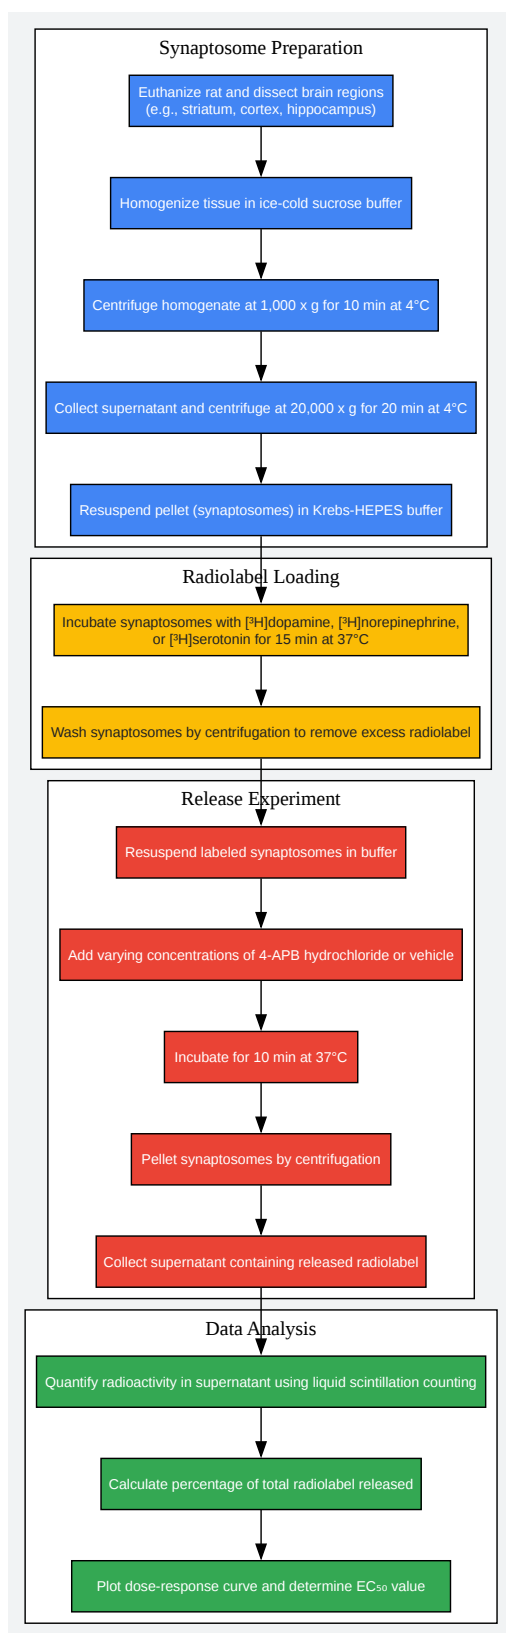 Synaptosome Preparation
Euthanize rat and dissect brain regions
(e.g., striatum, cortex, hippocampus)
Homogenize tissue in ice-cold sucrose buffer
Centrifuge homogenate at 1,000 x g for 10 min at 4°C
Collect supernatant and centrifuge at 20,000 x g for 20 min at 4°C
Resuspend pellet (synaptosomes) in Krebs-HEPES buffer
Radiolabel Loading
Incubate synaptosomes with [³H]dopamine, [³H]norepinephrine,
or [³H]serotonin for 15 min at 37°C
Wash synaptosomes by centrifugation to remove excess radiolabel
Release Experiment
Resuspend labeled synaptosomes in buffer
Add varying concentrations of 4-APB hydrochloride or vehicle
Incubate for 10 min at 37°C
Pellet synaptosomes by centrifugation
Collect supernatant containing released radiolabel
Data Analysis
Quantify radioactivity in supernatant using liquid scintillation counting
Calculate percentage of total radiolabel released
Plot dose-response curve and determine EC₅₀ value